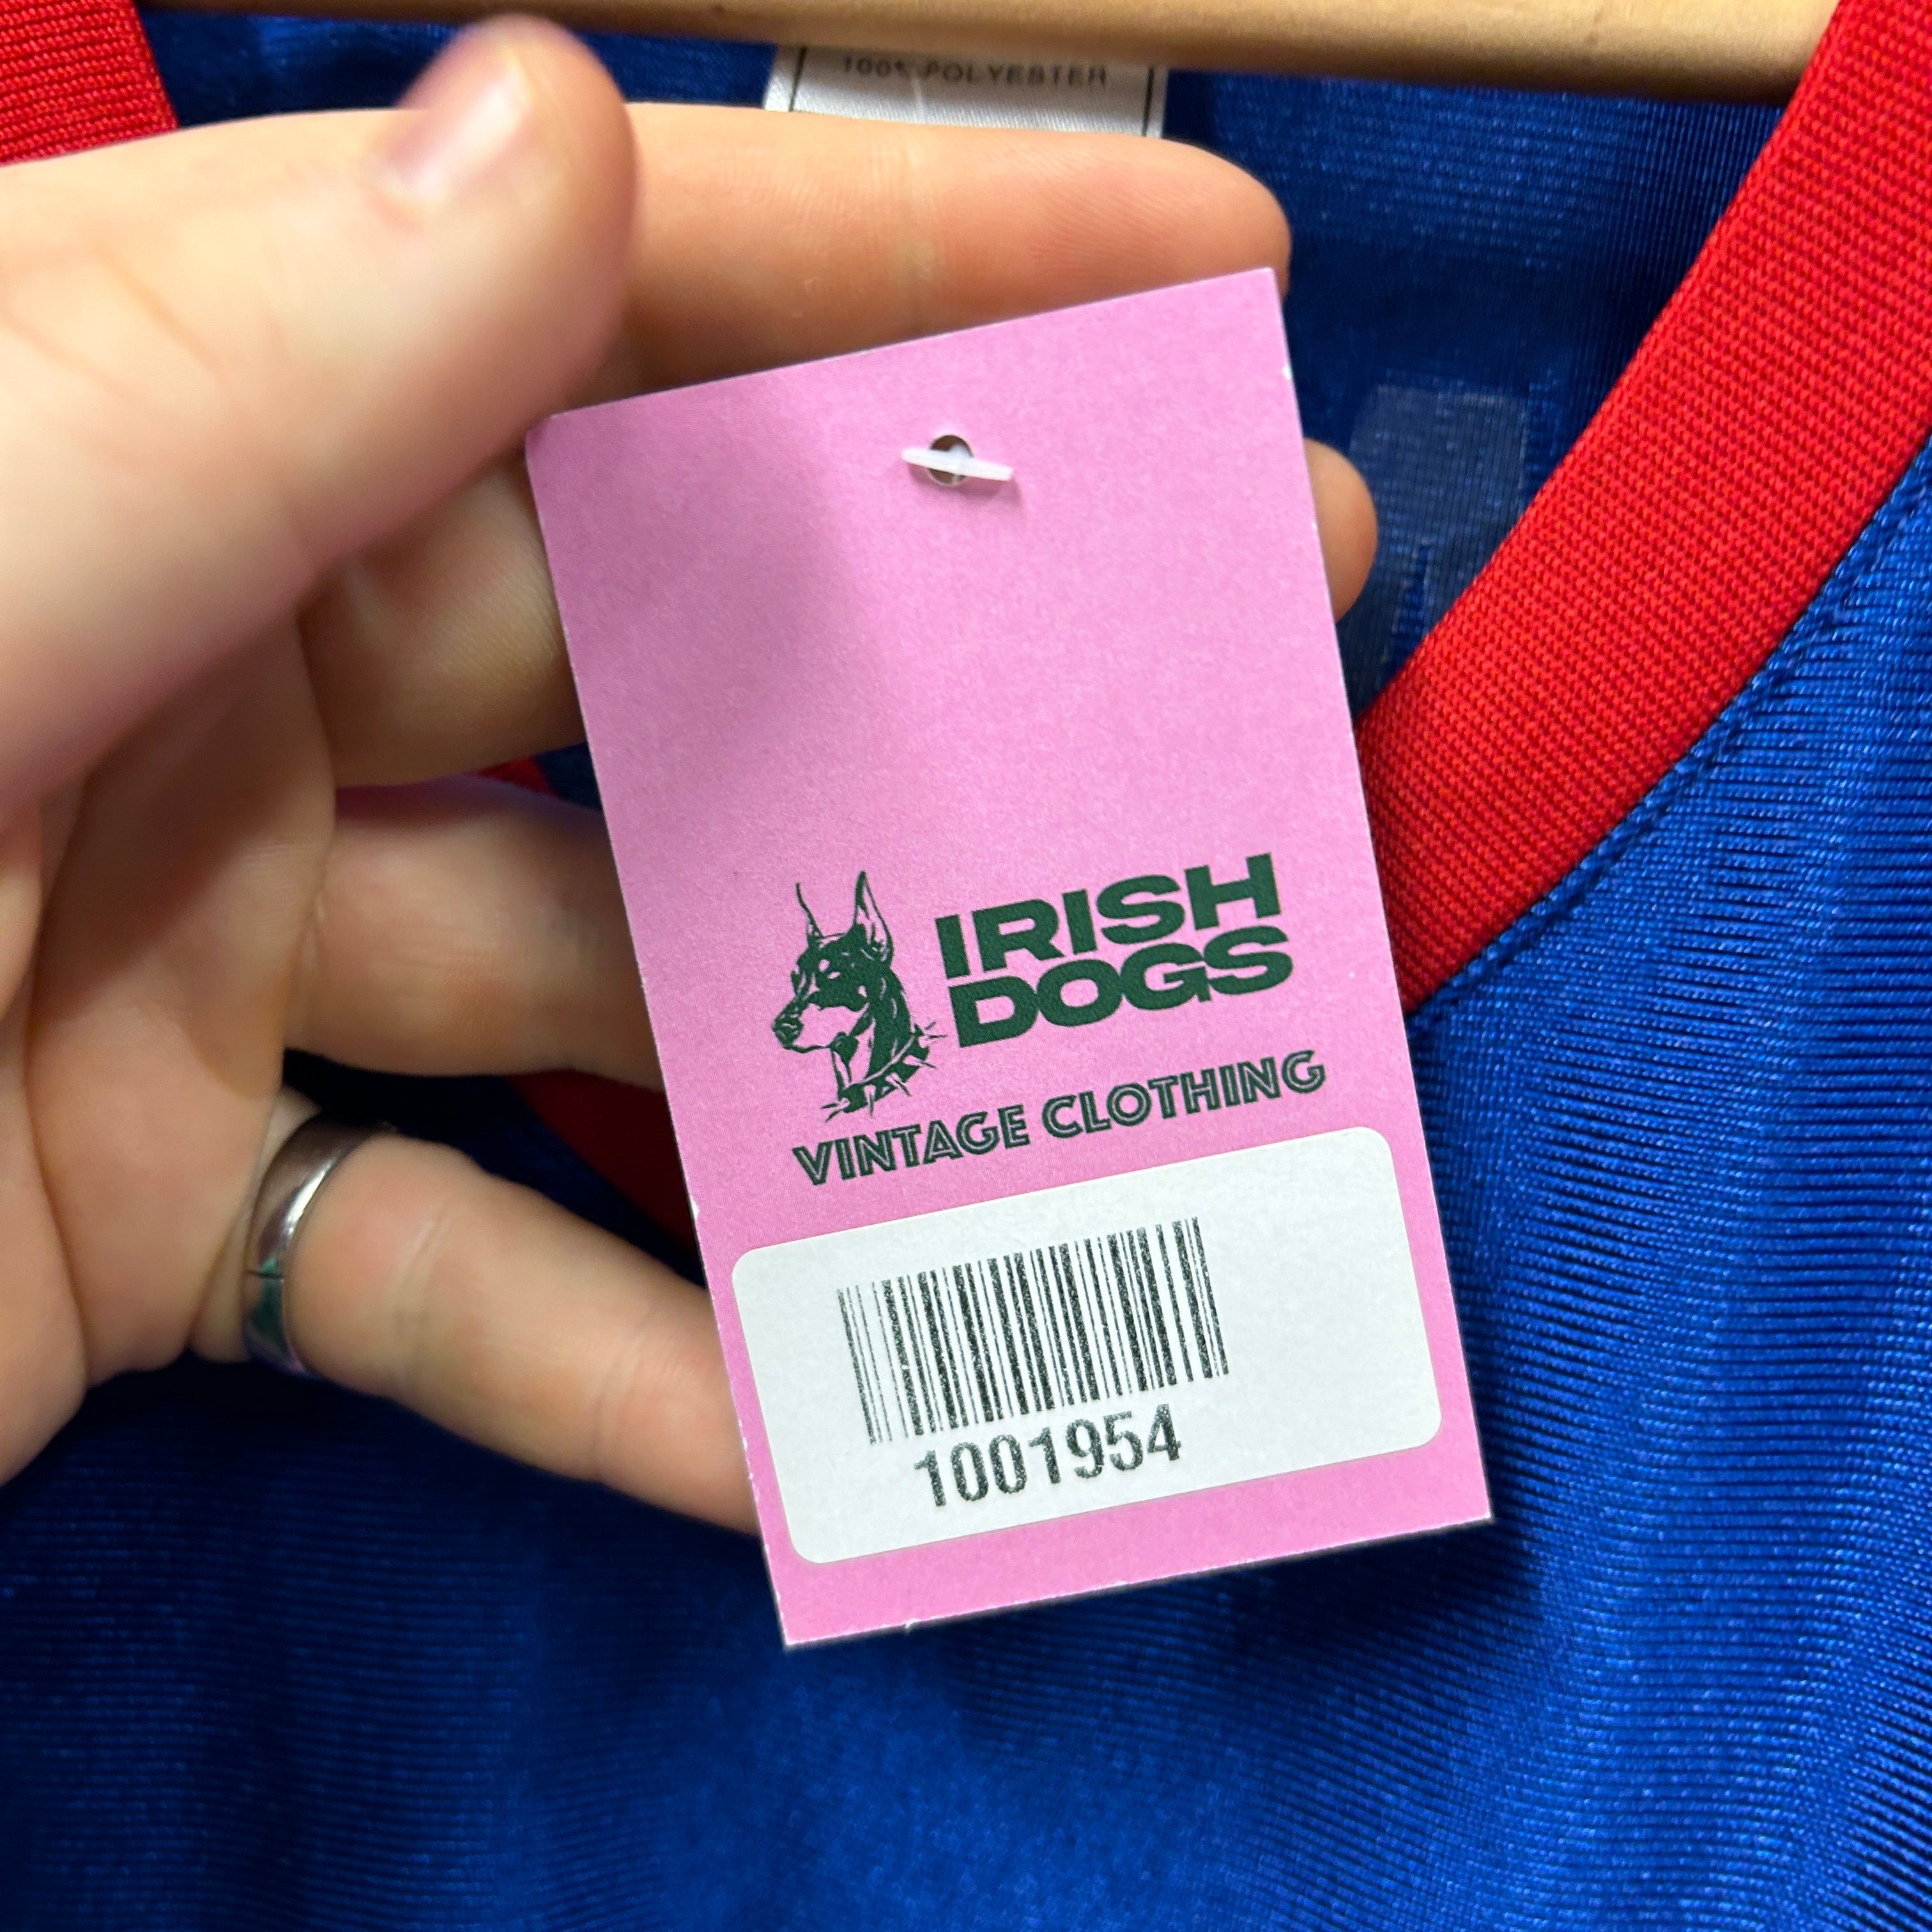 100% POLYESTER
IRISH
DOGS
VINTAGE CLOTHING
1001954